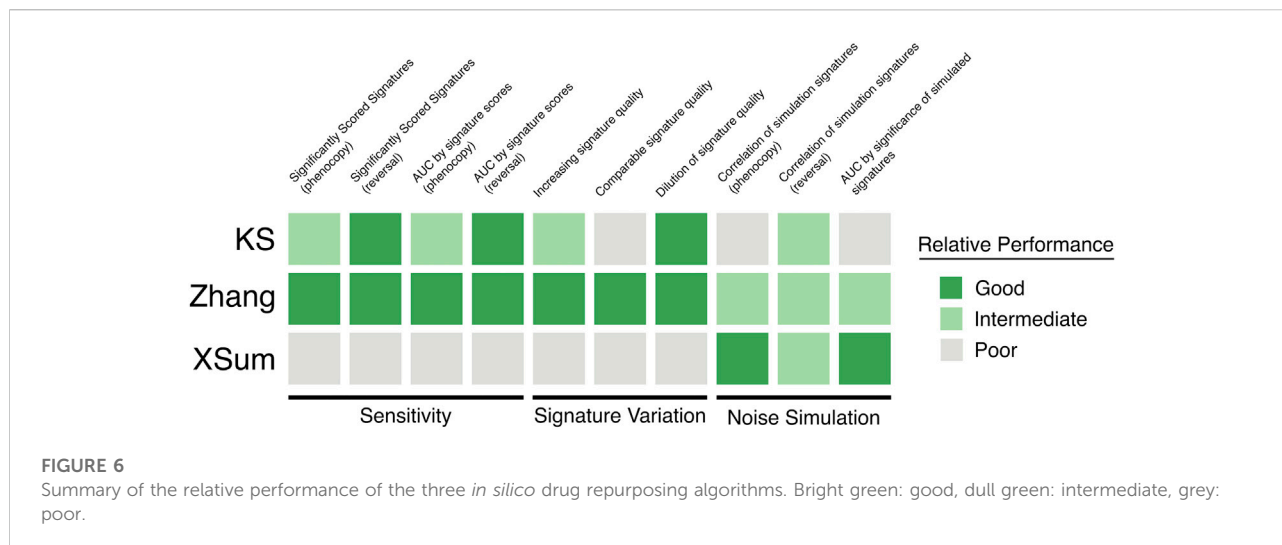 Significantly Scored Signatures
(phenocopy)
Significantly Scored Signatures
(reversal)
AUC by signature scores
(phenocopy)
AUC by signature scores
(reversal)
Increasing signature quality
Comparable signature quality
Dilution of signature quality
Correlation of simulation signatures
(phenocopy)
Correlation of simulation signatures
(reversal)
AUC by significance of simulated
signatures
KS
Zhang
XSum
Relative Performance
Good
Intermediate
Poor
Sensitivity
Signature Variation
Noise Simulation
FIGURE 6
Summary of the relative performance of the three in silico drug repurposing algorithms. Bright green: good, dull green: intermediate, grey:
poor.